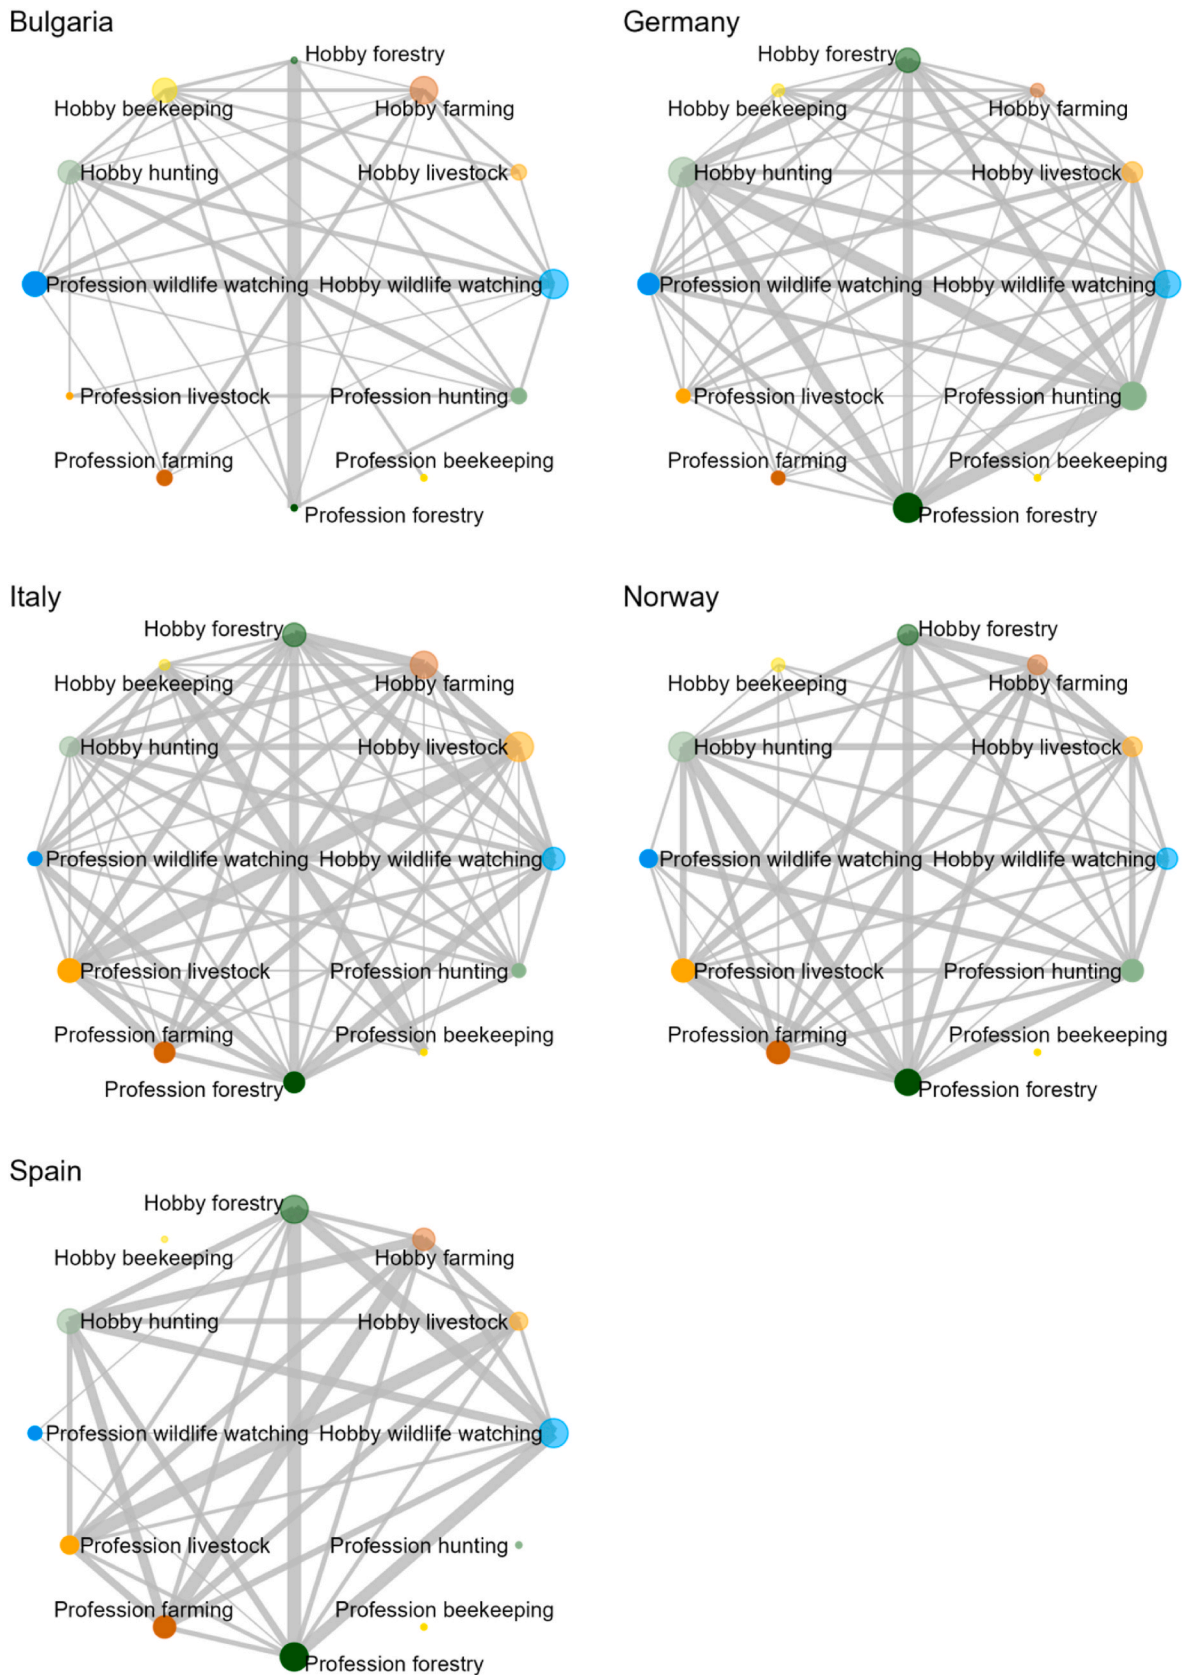 Bulgaria
Hobby forestry
Hobby beekeeping
Hobby farming
Hobby hunting
Hobby livestock
Profession wildlife watching
Hobby wildlife watching
Profession livestock
Profession hunting
Profession farming
Profession beekeeping
Profession forestry
Germany
Hobby forestry
Hobby beekeeping
Hobby farming
Hobby hunting
Hobby livestock
Profession wildlife watching
Hobby wildlife watching
Profession livestock
Profession hunting
Profession farming
Profession beekeeping
Profession forestry
Italy
Hobby forestry
Hobby beekeeping
Hobby farming
Hobby hunting
Hobby livestock
Profession wildlife watching
Hobby wildlife watching
Profession livestock
Profession hunting
Profession farming
Profession beekeeping
Profession forestry
Norway
Hobby forestry
Hobby beekeeping
Hobby farming
Hobby hunting
Hobby livestock
Profession wildlife watching
Hobby wildlife watching
Profession livestock
Profession hunting
Profession farming
Profession beekeeping
Profession forestry
Spain
Hobby forestry
Hobby beekeeping
Hobby farming
Hobby hunting
Hobby livestock
Profession wildlife watching
Hobby wildlife watching
Profession livestock
Profession hunting
Profession farming
Profession beekeeping
Profession forestry